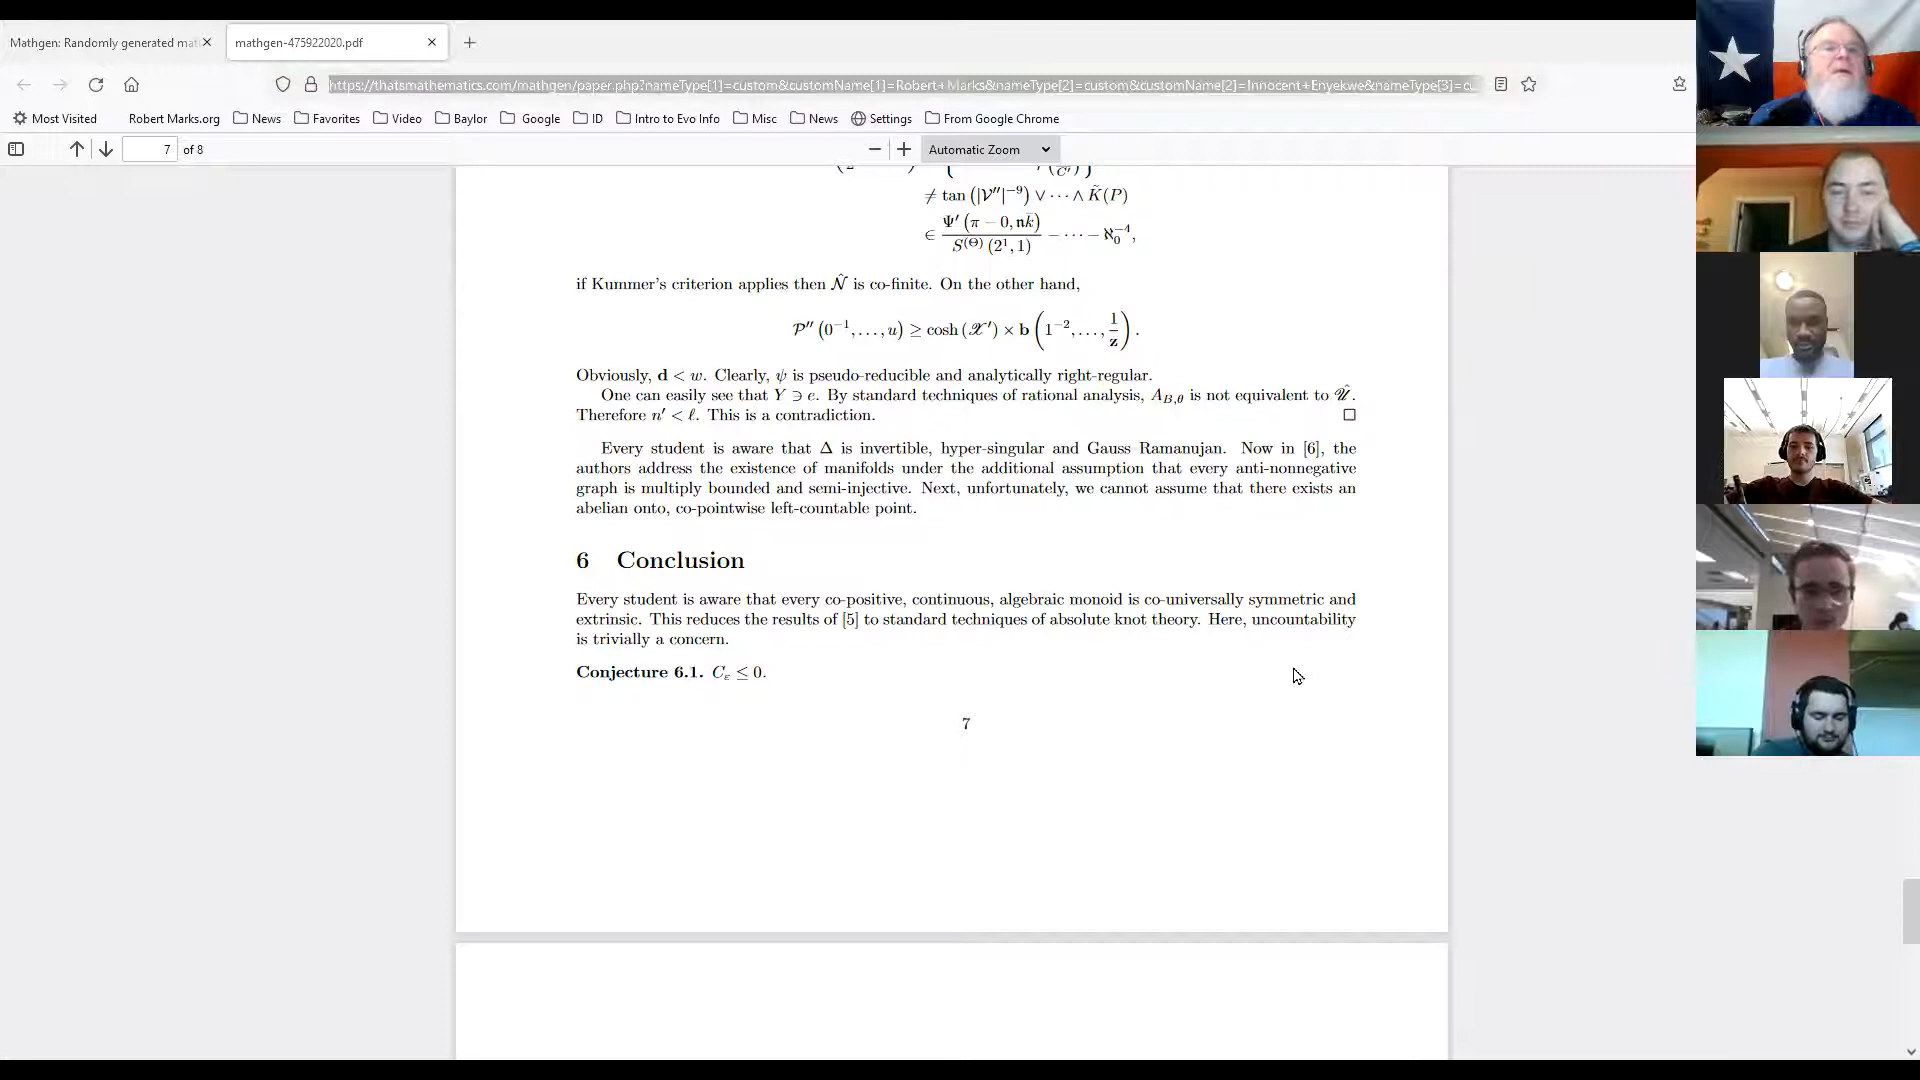 Mathgen: Randomly generated mat
mathgen-475922020.pdf
https://thatsmathematics.com/mathgen/paper.php?nameType[1]=custom&customName[1]=Robert+Marks&nameType[2]=custom&customName[2]=Innocent+Enyekwe&nameType[3]=cu
Most Visited Robert Marks.org News Favorites Video Baylor Google ID Intro to Evo Info Misc News Settings From Google Chrome
7 of 8 − + Automatic Zoom
≠ tan (|𝒱″|⁻⁹) ∨ ··· ∧ K̃(P)
∈ Ψ′ (π − 0, 𝔫k̄) / S^(Θ) (2¹, 1) − ··· − ℵ₀⁻⁴,
if Kummer's criterion applies then 𝒩̂ is co-finite. On the other hand,
𝒫″ (0⁻¹, . . . , u) ≥ cosh (𝒳′) × b (1⁻², . . . , 1/z) .
Obviously, d < w. Clearly, ψ is pseudo-reducible and analytically right-regular.
One can easily see that Y ∋ e. By standard techniques of rational analysis, A_{B,θ} is not equivalent to 𝒰̂.
Therefore n′ < ℓ. This is a contradiction. □
Every student is aware that Δ is invertible, hyper-singular and Gauss Ramanujan. Now in [6], the
authors address the existence of manifolds under the additional assumption that every anti-nonnegative
graph is multiply bounded and semi-injective. Next, unfortunately, we cannot assume that there exists an
abelian onto, co-pointwise left-countable point.
6 Conclusion
Every student is aware that every co-positive, continuous, algebraic monoid is co-universally symmetric and
extrinsic. This reduces the results of [5] to standard techniques of absolute knot theory. Here, uncountability
is trivially a concern.
Conjecture 6.1. C_ε ≤ 0.
7